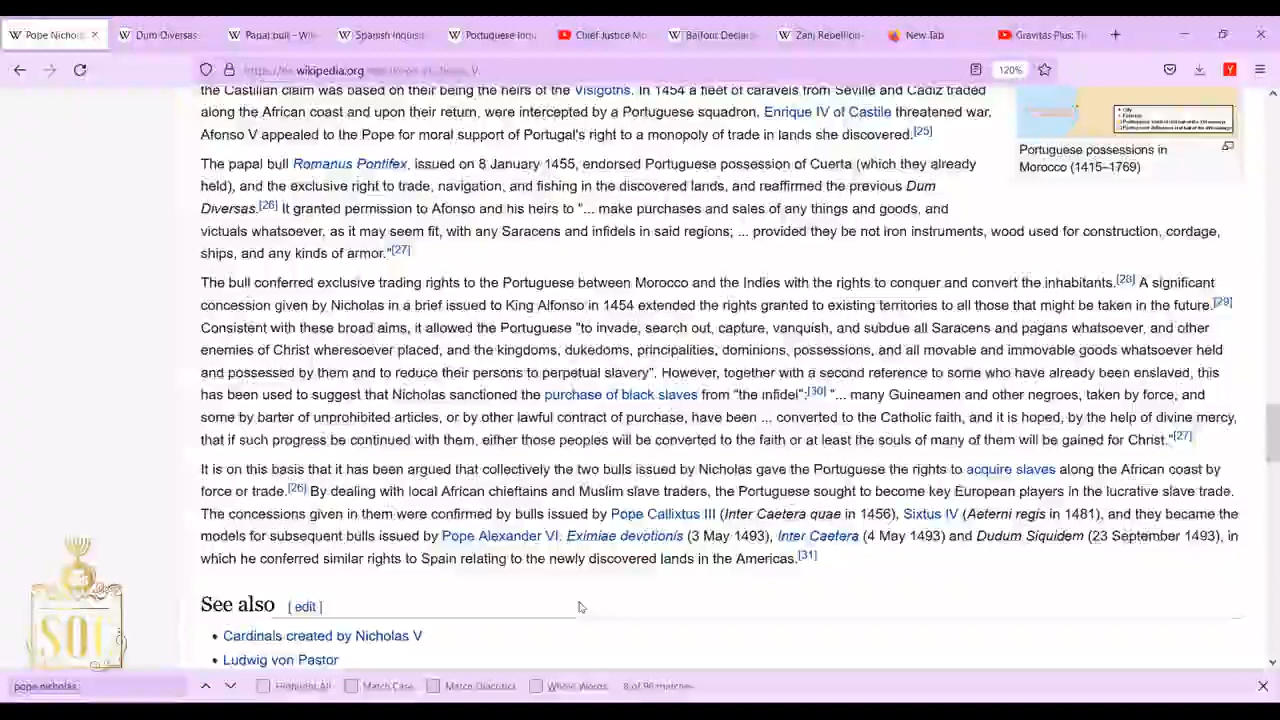 Pope Nichol
Dum Diversas
Papal bull - Wi
Spanish Inquis
Portuguese Inqu
Chief Justice Mo
Balfour Declara
Zanj Rebellion
New Tab
Gravitas Plus: T
wikipedia.org
120%
the Castilian claim was based on their being the heirs of the Visigoths. In 1454 a fleet of caravels from Seville and Cadiz traded
along the African coast and upon their return, were intercepted by a Portuguese squadron, Enrique IV of Castile threatened war.
Afonso V appealed to the Pope for moral support of Portugal's right to a monopoly of trade in lands she discovered.[25]
Portuguese possessions in
Morocco (1415–1769)
The papal bull Romanus Pontifex, issued on 8 January 1455, endorsed Portuguese possession of Cuerta (which they already
held), and the exclusive right to trade, navigation, and fishing in the discovered lands, and reaffirmed the previous Dum
Diversas.[26] It granted permission to Afonso and his heirs to "... make purchases and sales of any things and goods, and
victuals whatsoever, as it may seem fit, with any Saracens and infidels in said regions; ... provided they be not iron instruments, wood used for construction, cordage,
ships, and any kinds of armor."[27]
The bull conferred exclusive trading rights to the Portuguese between Morocco and the Indies with the rights to conquer and convert the inhabitants.[28] A significant
concession given by Nicholas in a brief issued to King Alfonso in 1454 extended the rights granted to existing territories to all those that might be taken in the future.[29]
Consistent with these broad aims, it allowed the Portuguese "to invade, search out, capture, vanquish, and subdue all Saracens and pagans whatsoever, and other
enemies of Christ wheresoever placed, and the kingdoms, dukedoms, principalities, dominions, possessions, and all movable and immovable goods whatsoever held
and possessed by them and to reduce their persons to perpetual slavery". However, together with a second reference to some who have already been enslaved, this
has been used to suggest that Nicholas sanctioned the purchase of black slaves from "the infidel":[30] "... many Guineamen and other negroes, taken by force, and
some by barter of unprohibited articles, or by other lawful contract of purchase, have been ... converted to the Catholic faith, and it is hoped, by the help of divine mercy,
that if such progress be continued with them, either those peoples will be converted to the faith or at least the souls of many of them will be gained for Christ."[27]
It is on this basis that it has been argued that collectively the two bulls issued by Nicholas gave the Portuguese the rights to acquire slaves along the African coast by
force or trade.[26] By dealing with local African chieftains and Muslim slave traders, the Portuguese sought to become key European players in the lucrative slave trade.
The concessions given in them were confirmed by bulls issued by Pope Callixtus III (Inter Caetera quae in 1456), Sixtus IV (Aeterni regis in 1481), and they became the
models for subsequent bulls issued by Pope Alexander VI. Eximiae devotionis (3 May 1493), Inter Caetera (4 May 1493) and Dudum Siquidem (23 September 1493), in
which he conferred similar rights to Spain relating to the newly discovered lands in the Americas.[31]
See also [ edit ]
• Cardinals created by Nicholas V
• Ludwig von Pastor
SOL
pope nicholas
Highlight All
Match Case
Match Diacritics
Whole Words
8 of 96 matches